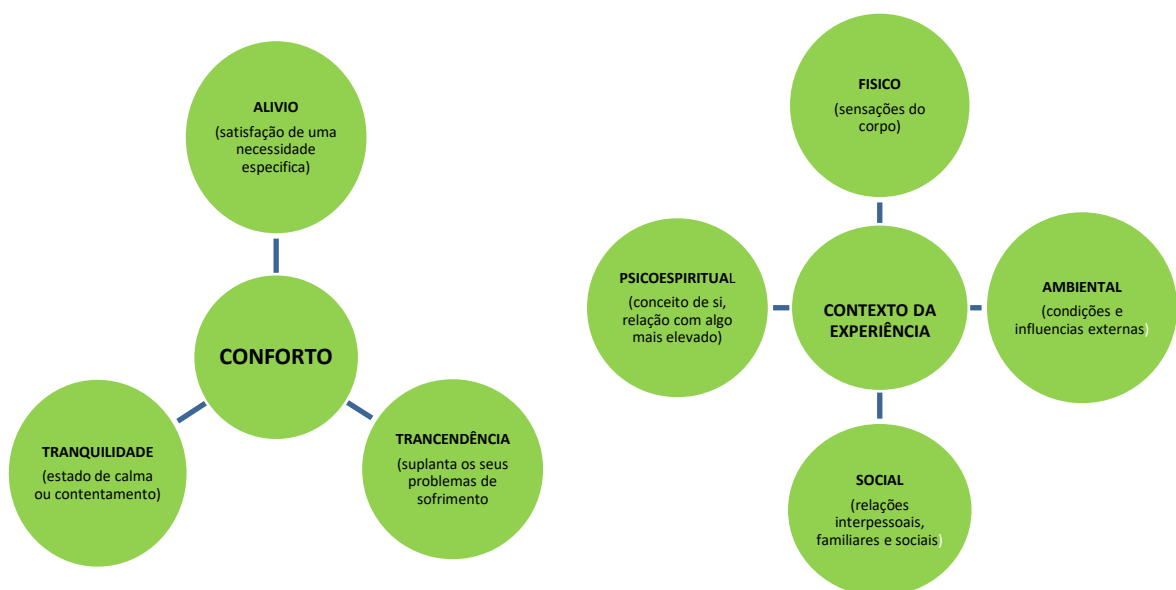 ALIVIO
(satisfação de uma
necessidade
especifica)
CONFORTO
TRANQUILIDADE
(estado de calma
ou contentamento)
TRANCENDÊNCIA
(suplanta os seus
problemas de
sofrimento
FISICO
(sensações do
corpo)
PSICOESPIRITUAL
(conceito de si,
relação com algo
mais elevado)
CONTEXTO DA
EXPERIÊNCIA
AMBIENTAL
(condições e
influencias externas)
SOCIAL
(relações
interpessoais,
familiares e sociais)